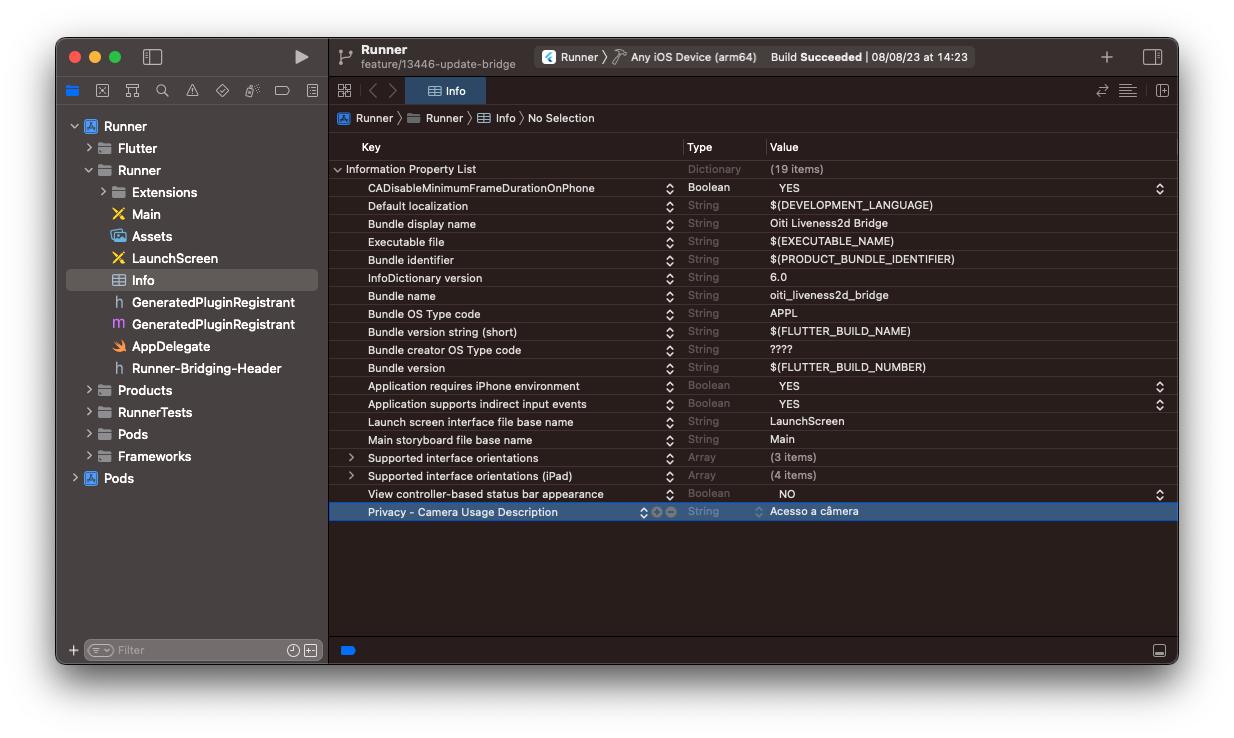 Runner
feature/13446-update-bridge
Runner 〉 Any iOS Device (arm64) Build Succeeded | 08/08/23 at 14:23
Info
Runner 〉 Runner 〉 Info 〉 No Selection
Runner
Flutter
Runner
Extensions
Main
Assets
LaunchScreen
Info
h GeneratedPluginRegistrant
m GeneratedPluginRegistrant
AppDelegate
h Runner-Bridging-Header
Products
RunnerTests
Pods
Frameworks
Pods
Filter
Key Type Value
Information Property List Dictionary (19 items)
CADisableMinimumFrameDurationOnPhone Boolean YES
Default localization String $(DEVELOPMENT_LANGUAGE)
Bundle display name String Oiti Liveness2d Bridge
Executable file String $(EXECUTABLE_NAME)
Bundle identifier String $(PRODUCT_BUNDLE_IDENTIFIER)
InfoDictionary version String 6.0
Bundle name String oiti_liveness2d_bridge
Bundle OS Type code String APPL
Bundle version string (short) String $(FLUTTER_BUILD_NAME)
Bundle creator OS Type code String ????
Bundle version String $(FLUTTER_BUILD_NUMBER)
Application requires iPhone environment Boolean YES
Application supports indirect input events Boolean YES
Launch screen interface file base name String LaunchScreen
Main storyboard file base name String Main
Supported interface orientations Array (3 items)
Supported interface orientations (iPad) Array (4 items)
View controller-based status bar appearance Boolean NO
Privacy - Camera Usage Description String Acesso a câmera